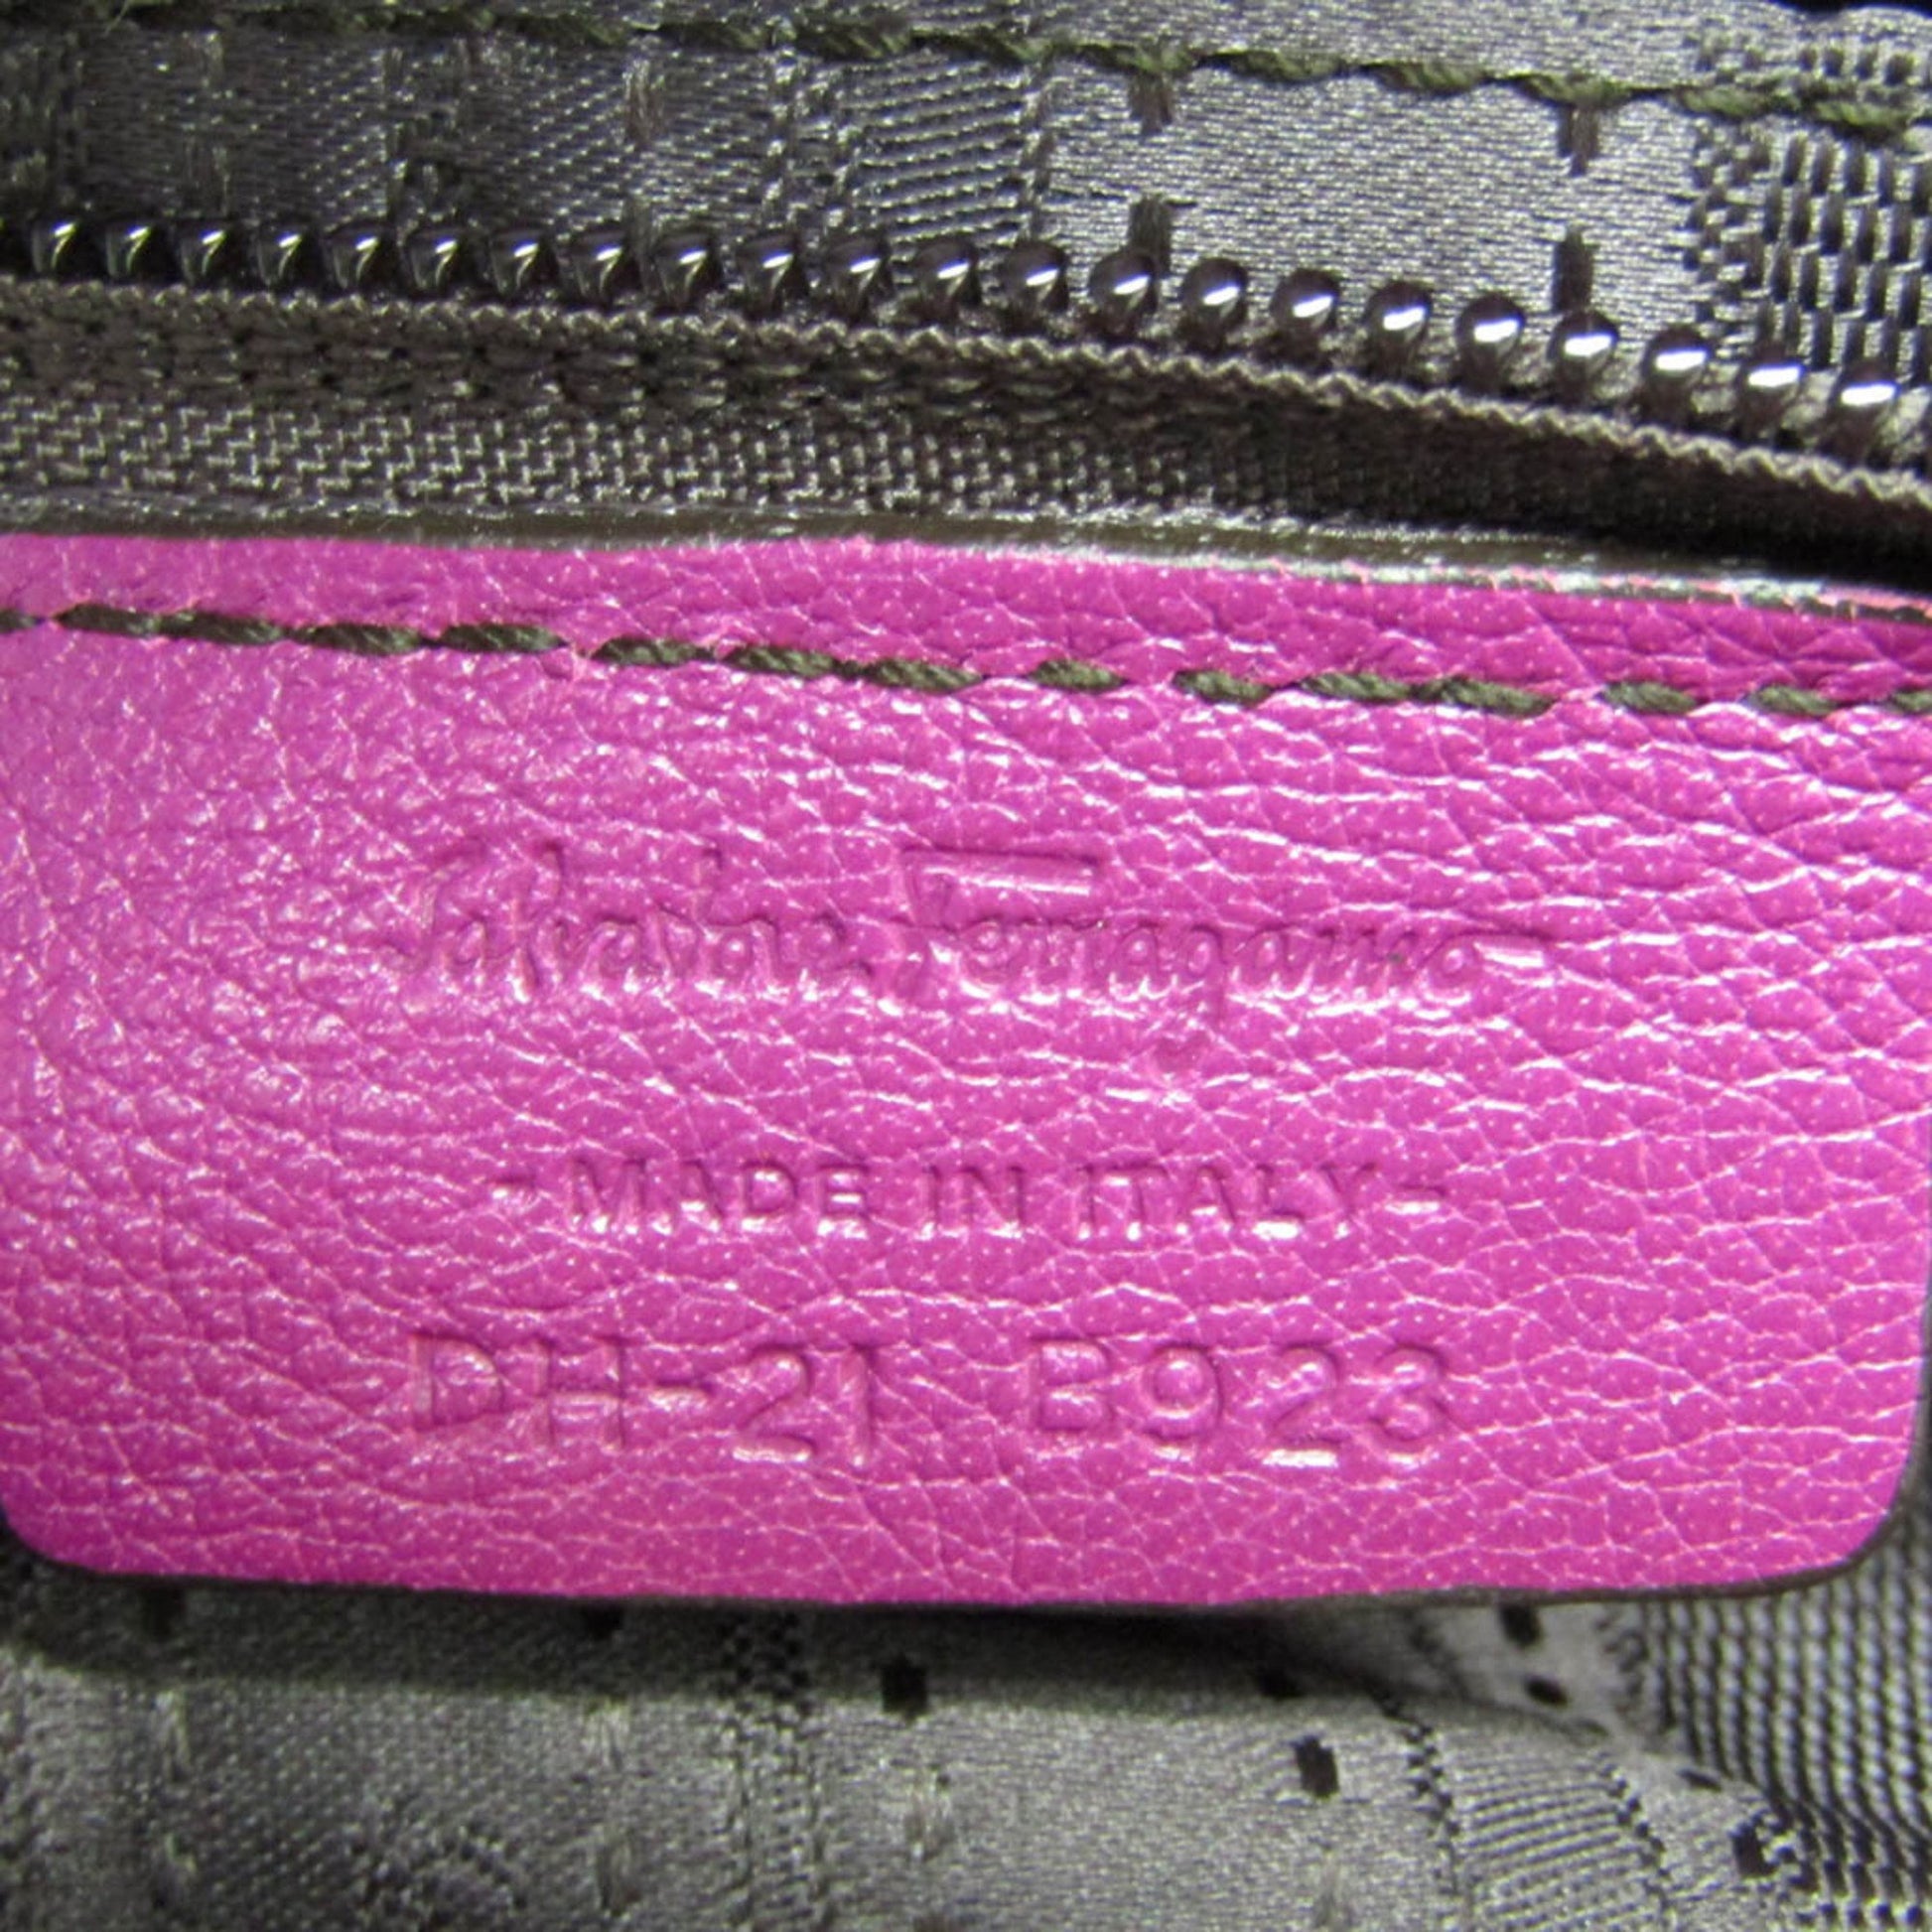 Salvatore Ferragamo
-MADE IN ITALY-
DH-21 B923